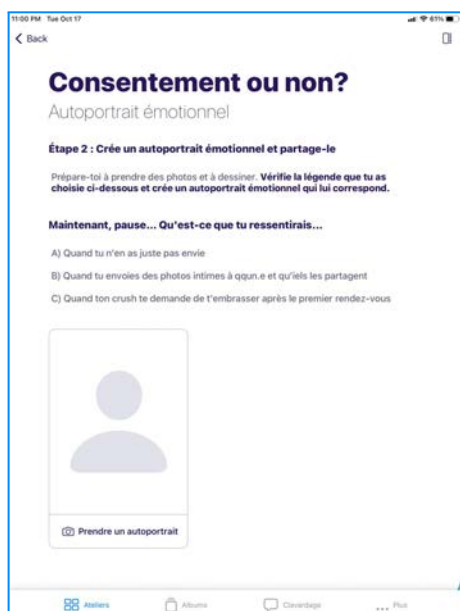 11:00 PM Tue Oct 17
61%
Back
Consentement ou non?
Autoportrait émotionnel
Étape 2 : Crée un autoportrait émotionnel et partage-le
Prépare-toi à prendre des photos et à dessiner. Vérifie la légende que tu as
choisie ci-dessous et crée un autoportrait émotionnel qui lui correspond.
Maintenant, pause... Qu'est-ce que tu ressentirais...
A) Quand tu n'en as juste pas envie
B) Quand tu envoies des photos intimes à qqun.e et qu'iels les partagent
C) Quand ton crush te demande de t'embrasser après le premier rendez-vous
Prendre un autoportrait
Ateliers Albums Clavardage Plus